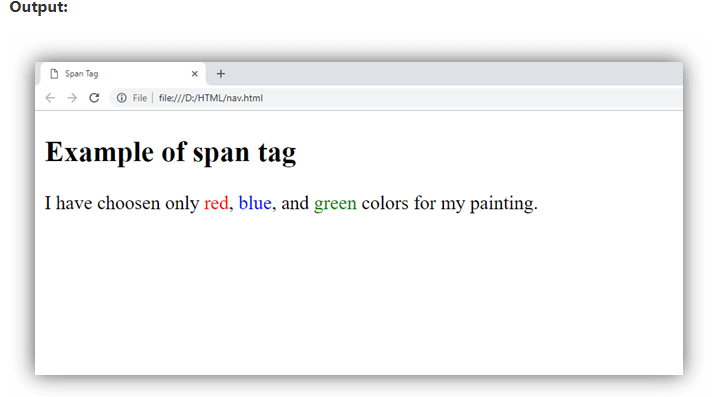 Output:
Span Tag
File file:///D:/HTML/nav.html
Example of span tag
I have choosen only red, blue, and green colors for my painting.